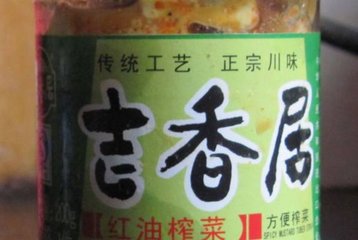 传统工艺 正宗川味
吉香居
【红油榨菜】
方便榨菜